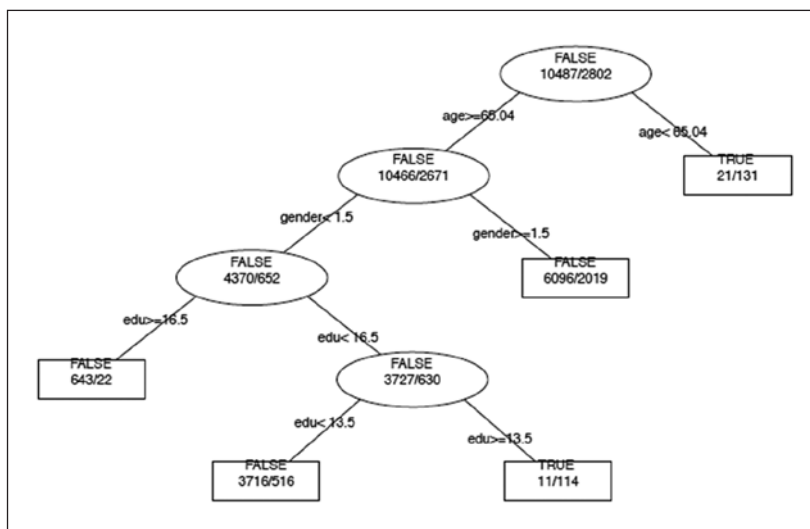 FALSE
10487/2802
age>=65.04
age< 65.04
FALSE
10466/2671
TRUE
21/131
gender< 1.5
gender>=1.5
FALSE
4370/652
FALSE
6096/2019
edu>=16.5
edu< 16.5
FALSE
643/22
FALSE
3727/630
edu< 13.5
edu>=13.5
FALSE
3716/516
TRUE
11/114